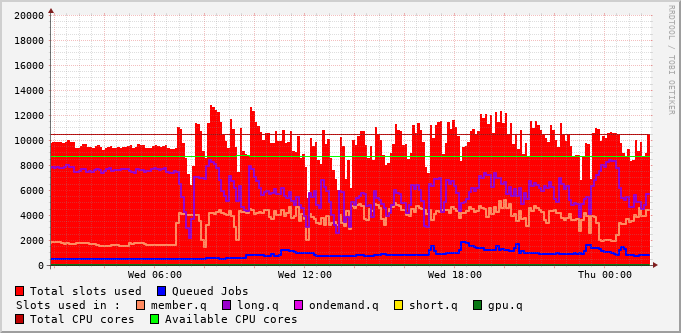 20000
18000
16000
14000
12000
10000
8000
6000
4000
2000
0
Wed 06:00 Wed 12:00 Wed 18:00 Thu 00:00
Total slots used Queued Jobs
Slots used in : member.q long.q ondemand.q short.q gpu.q
Total CPU cores Available CPU cores
RRDTOOL / TOBI OETIKER